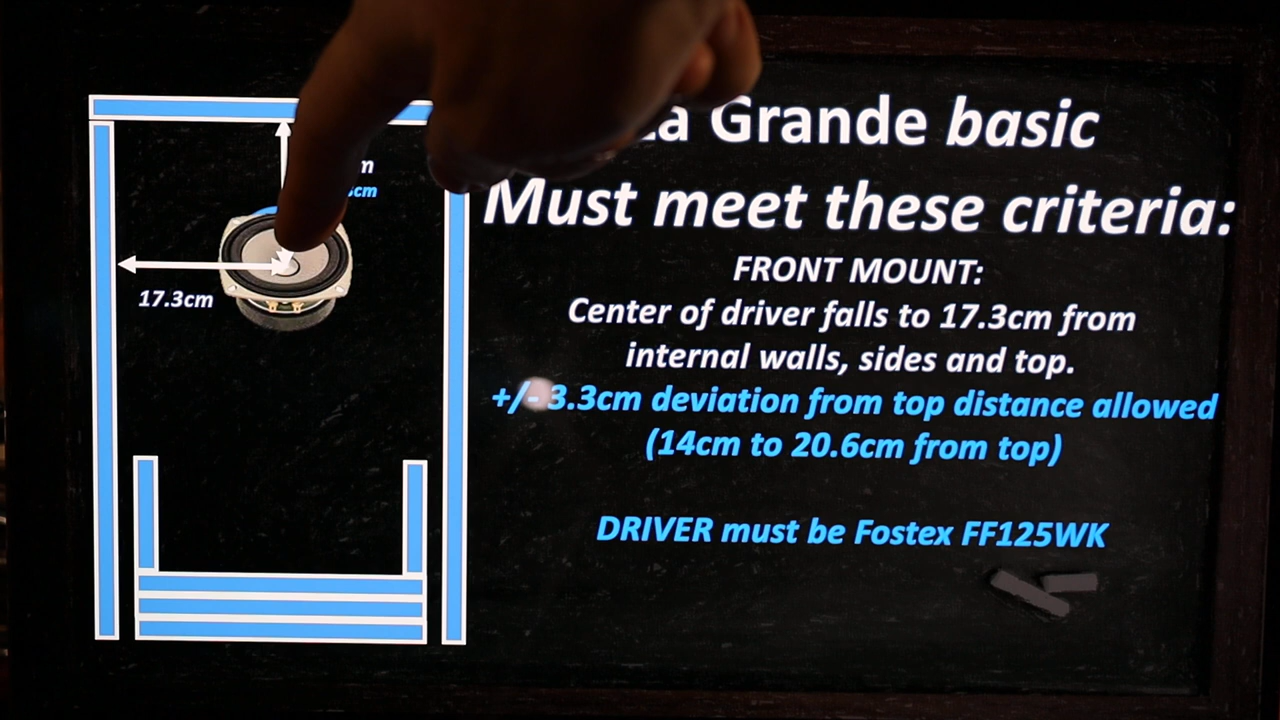 La Grande basic
Must meet these criteria:
FRONT MOUNT:
Center of driver falls to 17.3cm from
internal walls, sides and top.
+/- 3.3cm deviation from top distance allowed
(14cm to 20.6cm from top)
DRIVER must be Fostex FF125WK
17.3cm